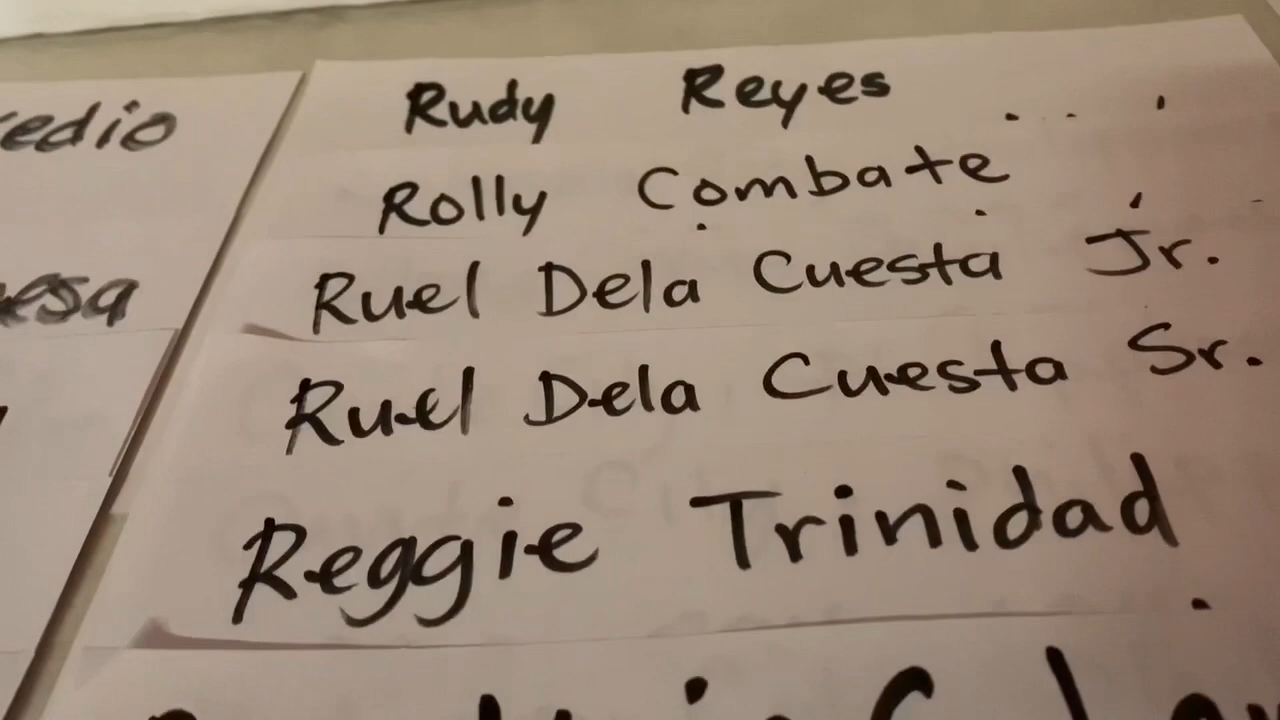 Rudy Reyes
Rolly Combate
Ruel Dela Cuesta Jr.
Ruel Dela Cuesta Sr.
Reggie Trinidad